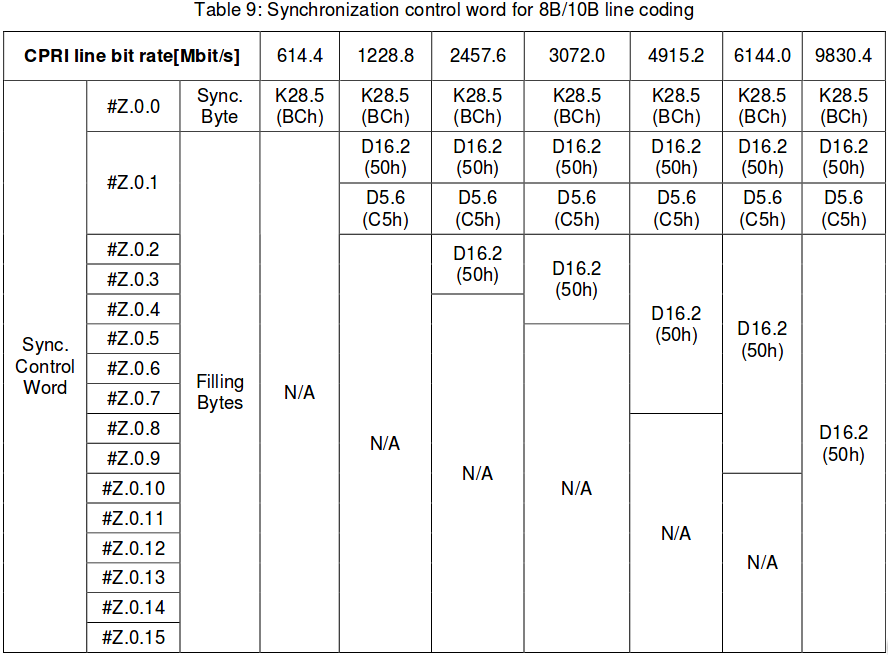 Table 9: Synchronization control word for 8B/10B line coding
CPRI line bit rate[Mbit/s] 614.4 1228.8 2457.6 3072.0 4915.2 6144.0 9830.4
Sync.
Control
Word
#Z.0.0
Sync.
Byte
K28.5 K28.5 K28.5 K28.5 K28.5 K28.5 K28.5
(BCh) (BCh) (BCh) (BCh) (BCh) (BCh) (BCh)
#Z.0.1
Filling
Bytes
N/A
D16.2 D16.2 D16.2 D16.2 D16.2 D16.2
(50h) (50h) (50h) (50h) (50h) (50h)
D5.6 D5.6 D5.6 D5.6 D5.6 D5.6
(C5h) (C5h) (C5h) (C5h) (C5h) (C5h)
#Z.0.2
#Z.0.3
#Z.0.4
#Z.0.5
#Z.0.6
#Z.0.7
#Z.0.8
#Z.0.9
#Z.0.10
#Z.0.11
#Z.0.12
#Z.0.13
#Z.0.14
#Z.0.15
N/A
D16.2
(50h)
N/A
D16.2
(50h)
N/A
D16.2
(50h)
N/A
D16.2
(50h)
N/A
D16.2
(50h)